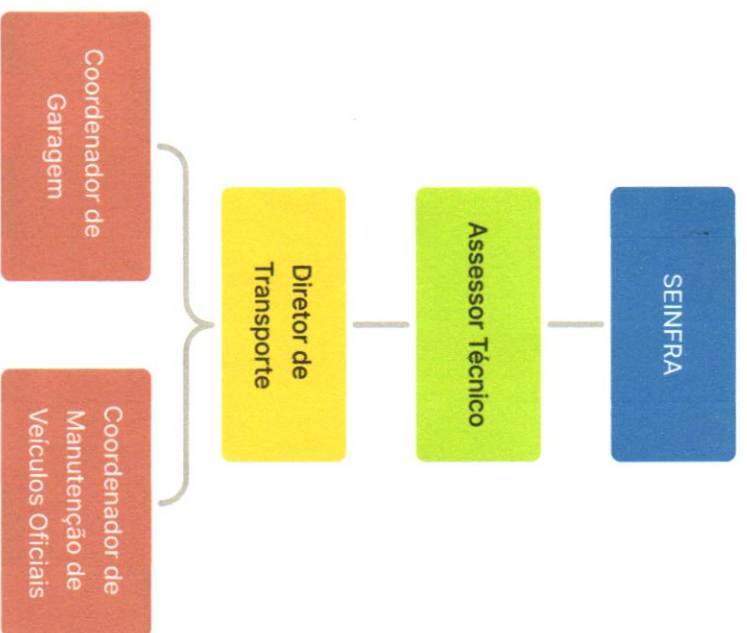 SEINFRA
Assessor Técnico
Diretor de
Transporte
Coordenador de
Garagem
Coordenador de
Manutenção de
Veículos Oficiais